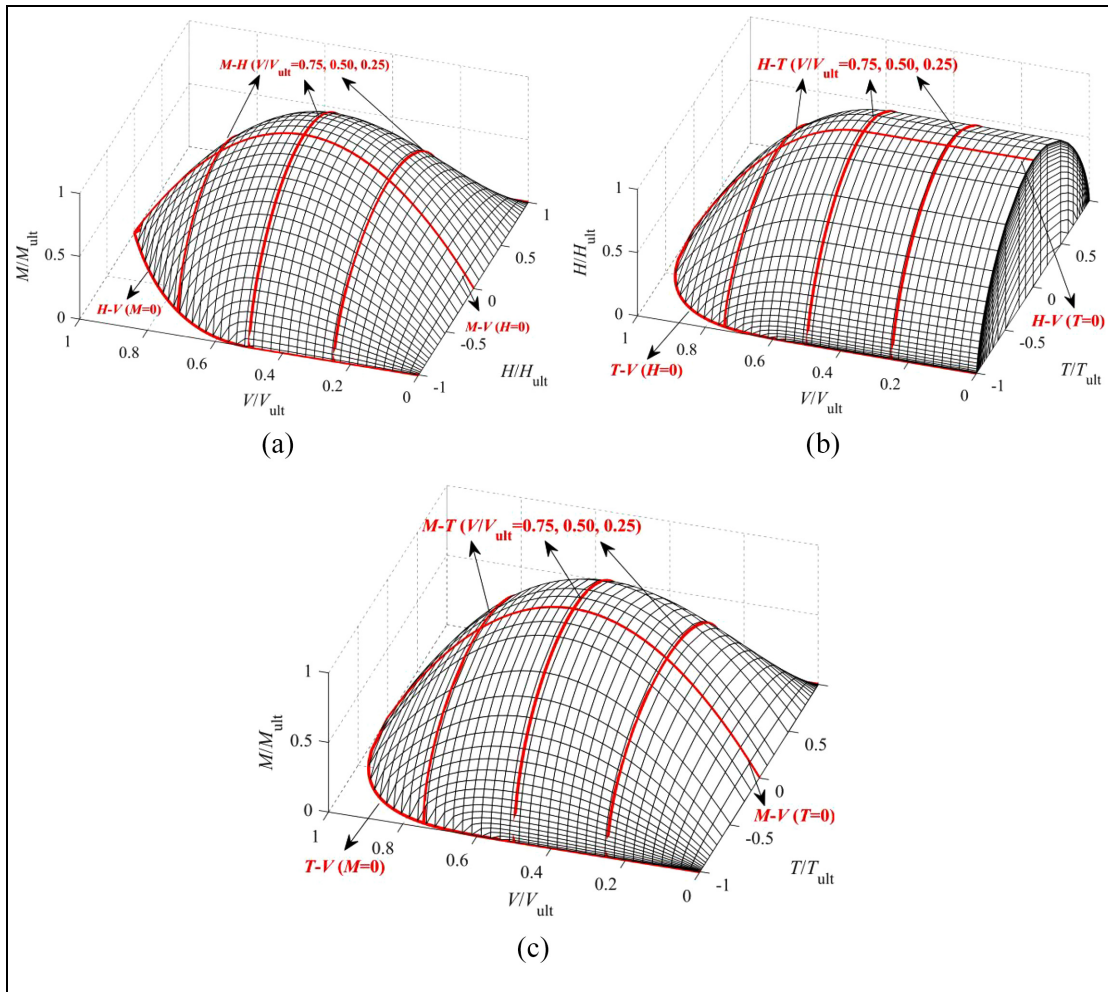 M-H (V/Vult=0.75, 0.50, 0.25)
M/Mult
1
0.5
0
H-V (M=0)
M-V (H=0)
1
0.8
0.6
0.4
0.2
0
V/Vult
-1
-0.5
0
0.5
1
H/Hult
(a)
H-T (V/Vult=0.75, 0.50, 0.25)
H/Hult
1
0.5
0
T-V (H=0)
H-V (T=0)
1
0.8
0.6
0.4
0.2
0
V/Vult
-1
-0.5
0
0.5
1
T/Tult
(b)
M-T (V/Vult=0.75, 0.50, 0.25)
M/Mult
1
0.5
0
T-V (M=0)
M-V (T=0)
1
0.8
0.6
0.4
0.2
0
V/Vult
-1
-0.5
0
0.5
1
T/Tult
(c)